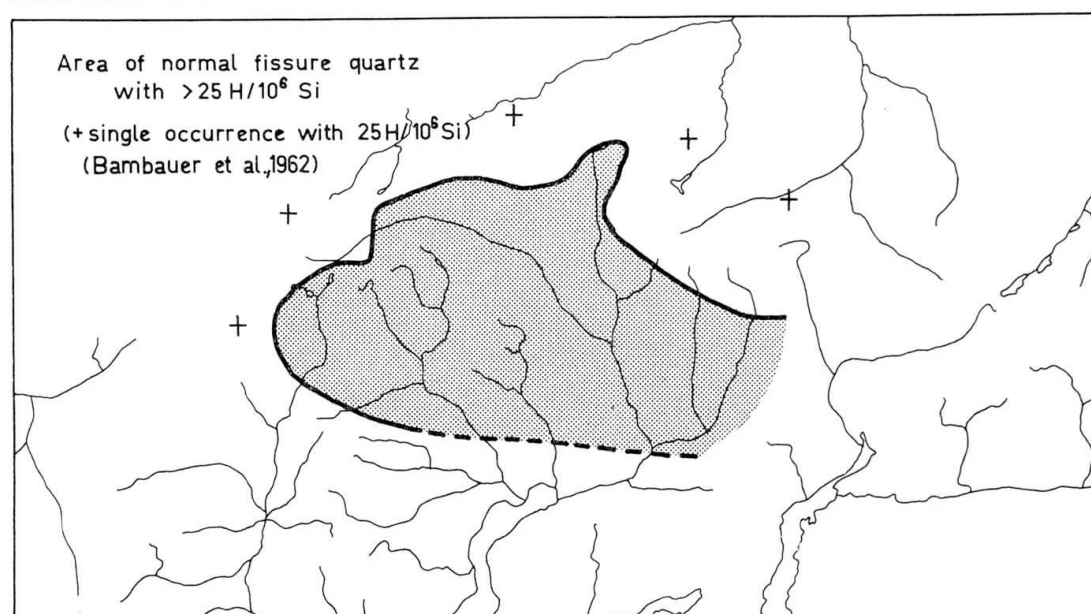 Area of normal fissure quartz
with >25 H/10⁶ Si
(+ single occurrence with 25 H/10⁶ Si)
(Bambauer et al.,1962)